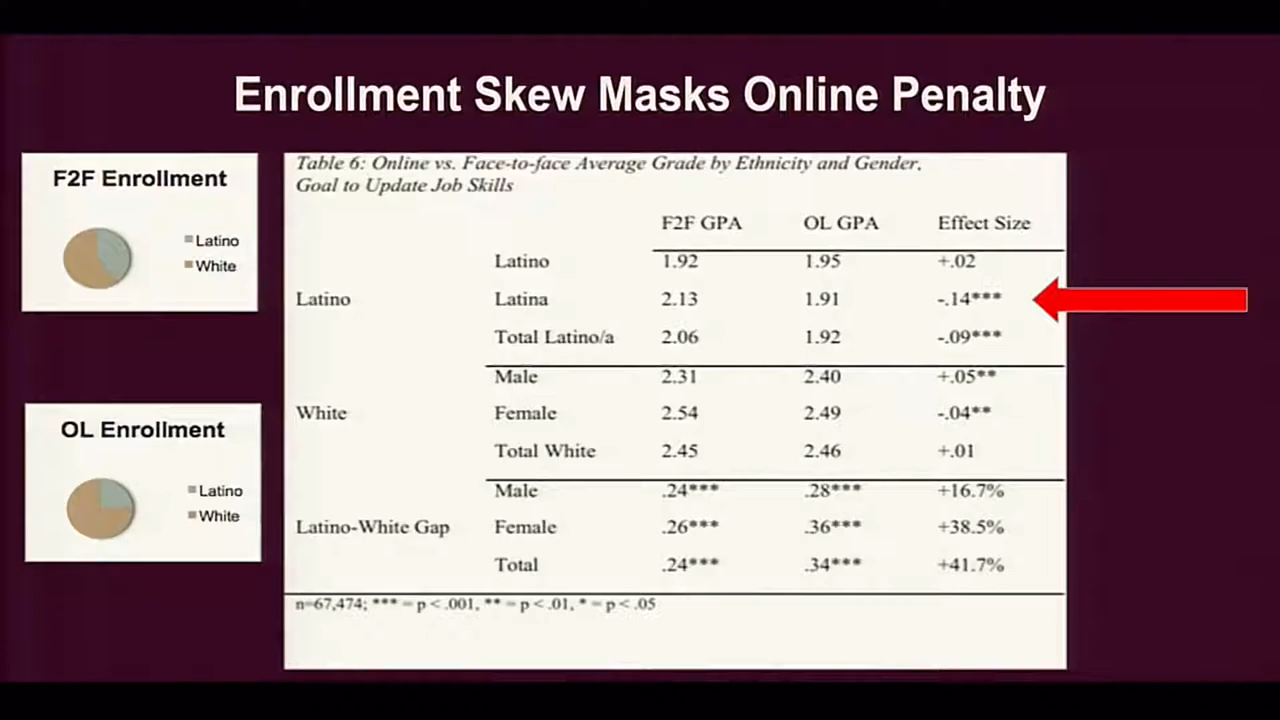 Enrollment Skew Masks Online Penalty
F2F Enrollment
Latino
White
OL Enrollment
Latino
White
Table 6: Online vs. Face-to-face Average Grade by Ethnicity and Gender,
Goal to Update Job Skills
F2F GPA OL GPA Effect Size
Latino 1.92 1.95 +.02
Latino Latina 2.13 1.91 -.14***
Total Latino/a 2.06 1.92 -.09***
Male 2.31 2.40 +.05**
White Female 2.54 2.49 -.04**
Total White 2.45 2.46 +.01
Male .24*** .28*** +16.7%
Latino-White Gap Female .26*** .36*** +38.5%
Total .24*** .34*** +41.7%
n=67,474; *** = p < .001, ** = p < .01, * = p < .05